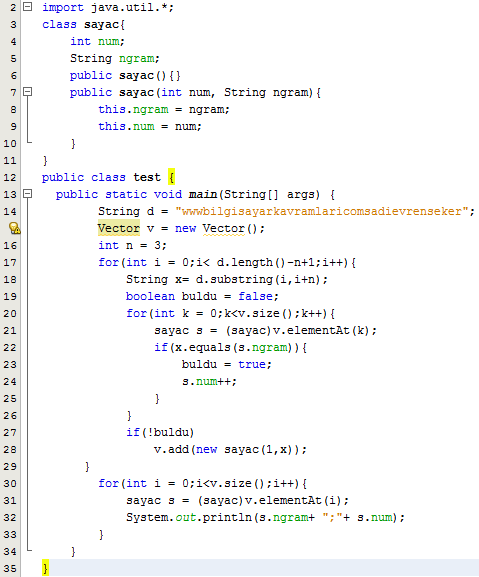 2 import java.util.*;
3 class sayac{
4 int num;
5 String ngram;
6 public sayac(){}
7 public sayac(int num, String ngram){
8 this.ngram = ngram;
9 this.num = num;
10 }
11 }
12 public class test {
13 public static void main(String[] args) {
14 String d = "wwwbilgisayarkavramlaricomsadievrenseker";
Vector v = new Vector();
16 int n = 3;
17 for(int i = 0;i< d.length()-n+1;i++){
18 String x= d.substring(i,i+n);
19 boolean buldu = false;
20 for(int k = 0;k<v.size();k++){
21 sayac s = (sayac)v.elementAt(k);
22 if(x.equals(s.ngram)){
23 buldu = true;
24 s.num++;
25 }
26 }
27 if(!buldu)
28 v.add(new sayac(1,x));
29 }
30 for(int i = 0;i<v.size();i++){
31 sayac s = (sayac)v.elementAt(i);
32 System.out.println(s.ngram+ ";"+ s.num);
33 }
34 }
35 }